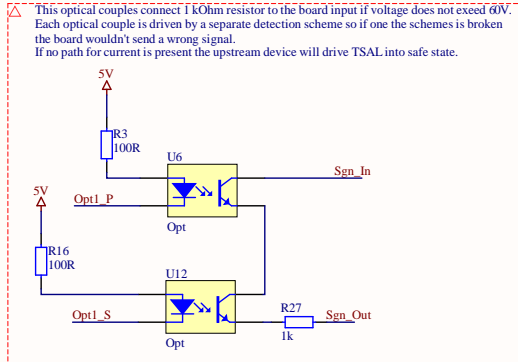 This optical couples connect 1 kOhm resistor to the board input if voltage does not exeed 60V.
Each optical couple is driven by a separate detection scheme so if one the schemes is broken
the board wouldn't send a wrong signal.
If no path for current is present the upstream device will drive TSAL into safe state.
5V
R3
100R
U6
Sgn_In
5V
Opt1_P
Opt
R16
100R
U12
R27
Opt1_S
Sgn_Out
1k
Opt